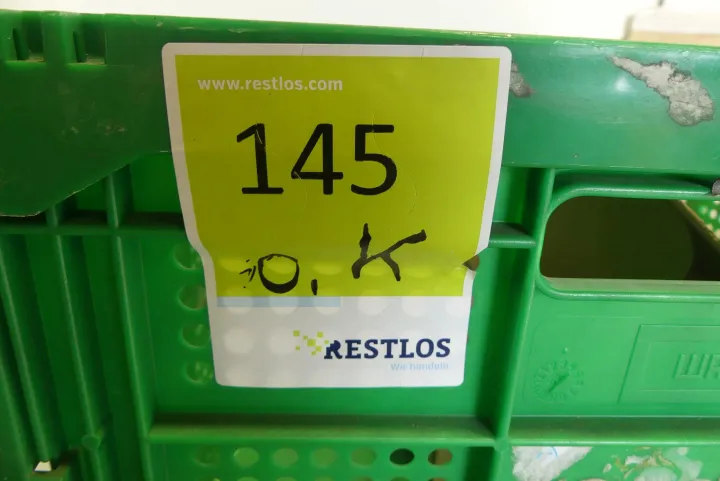 www.restlos.com
145
O.K
RESTLOS
Wir handeln.